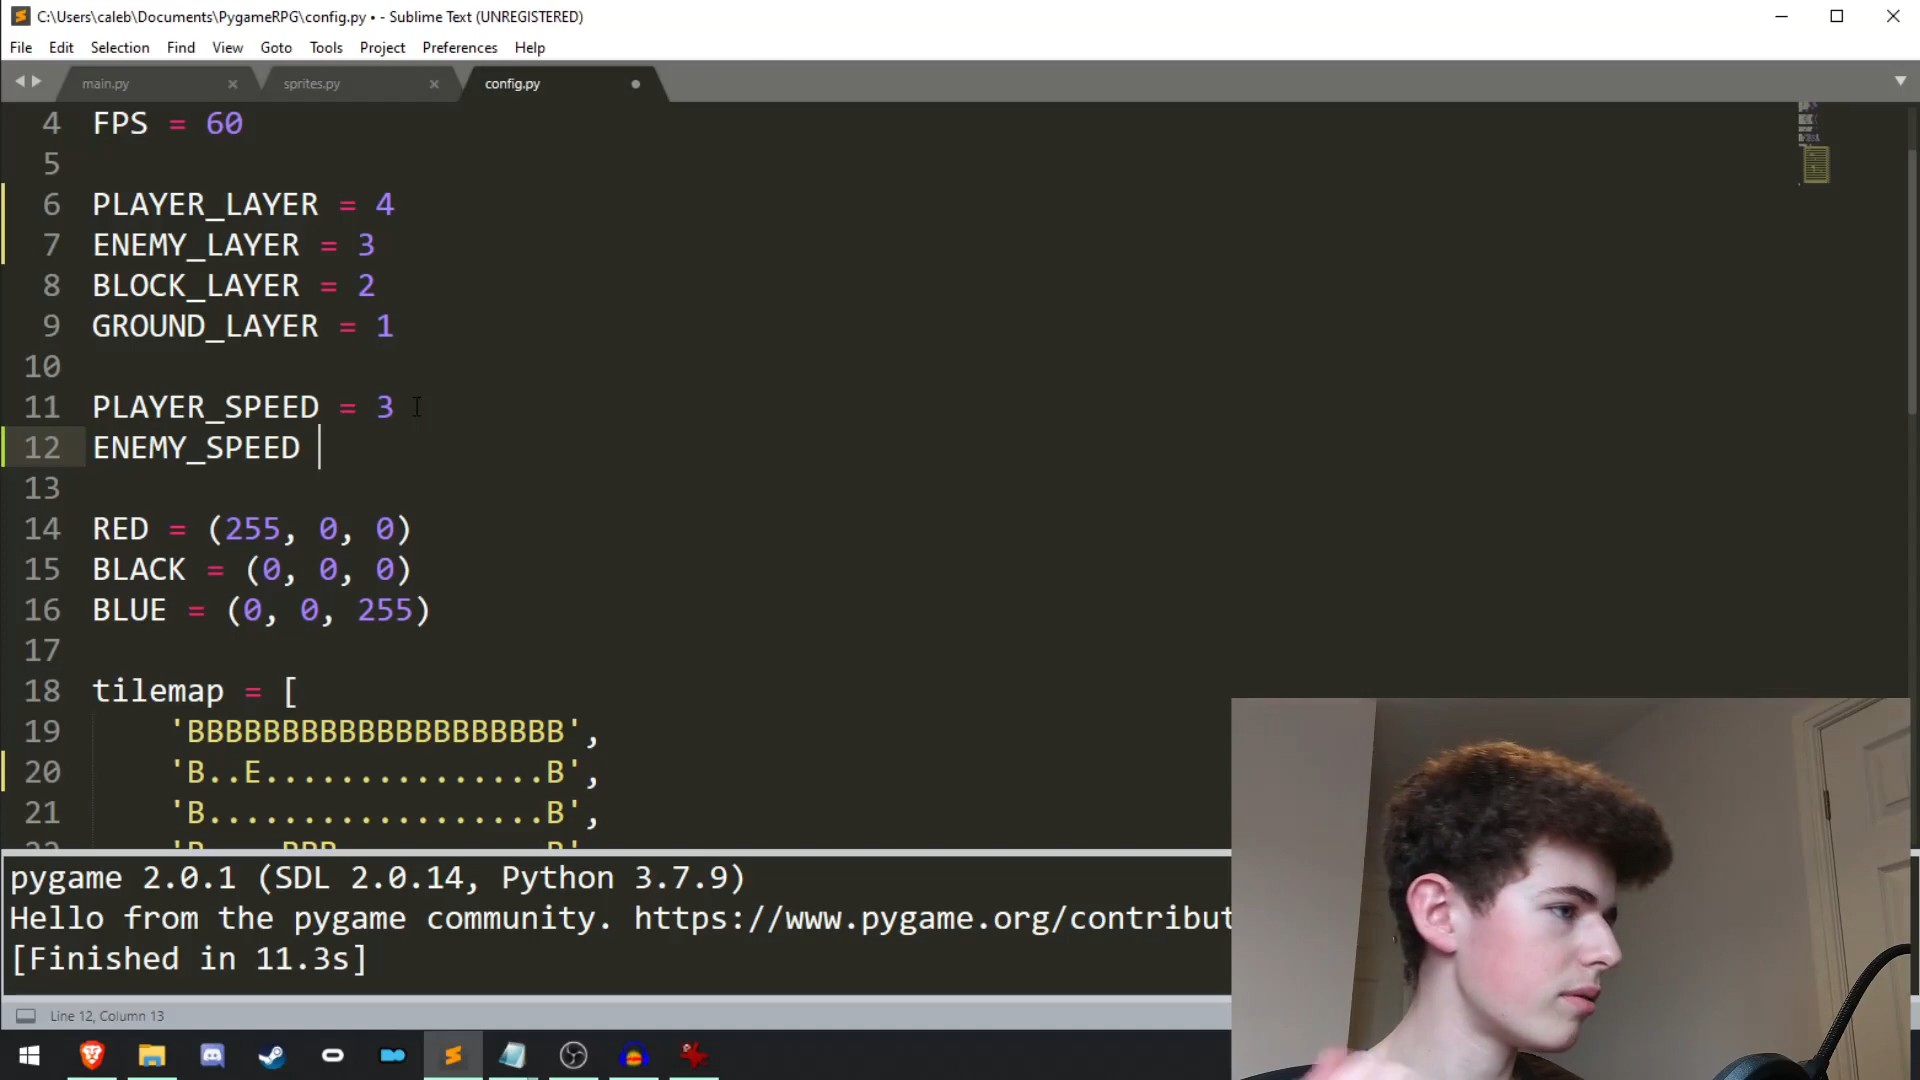 C:\Users\caleb\Documents\PygameRPG\config.py • - Sublime Text (UNREGISTERED)
File Edit Selection Find View Goto Tools Project Preferences Help
main.py sprites.py config.py
4 FPS = 60
5
6 PLAYER_LAYER = 4
7 ENEMY_LAYER = 3
8 BLOCK_LAYER = 2
9 GROUND_LAYER = 1
10
11 PLAYER_SPEED = 3
12 ENEMY_SPEED
13
14 RED = (255, 0, 0)
15 BLACK = (0, 0, 0)
16 BLUE = (0, 0, 255)
17
18 tilemap = [
19 'BBBBBBBBBBBBBBBBBBBB',
20 'B..E...............B',
21 'B..................B',
pygame 2.0.1 (SDL 2.0.14, Python 3.7.9)
Hello from the pygame community. https://www.pygame.org/contribut
[Finished in 11.3s]
Line 12, Column 13